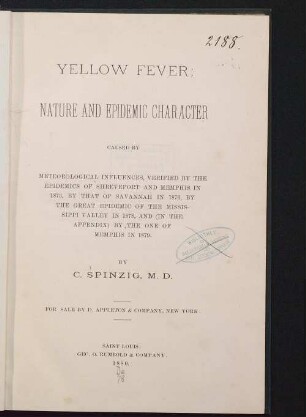 2188.
YELLOW FEVER:
NATURE AND EPIDEMIC CHARACTER
CAUSED BY
METEOROLOGICAL INFLUENCES, VERIFIED BY THE
EPIDEMICS OF SHREVEPORT AND MEMPHIS IN
1873, BY THAT OF SAVANNAH IN 1876, BY
THE GREAT EPIDEMIC OF THE MISSIS-
SIPPI VALLEY IN 1878, AND (IN THE
APPENDIX) BY THE ONE OF
MEMPHIS IN 1879.
BY
C. SPINZIG, M. D.
FOR SALE BY D. APPLETON & COMPANY, NEW YORK
SAINT LOUIS.
GEO. O. RUMBOLD & COMPANY.
1880.